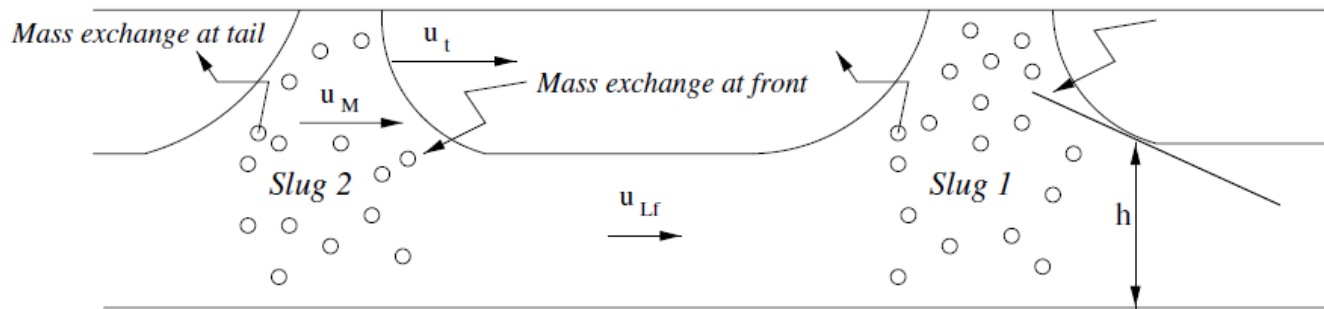 Mass exchange at tail
u t
Mass exchange at front
u M
Slug 2
Slug 1
u Lf
h